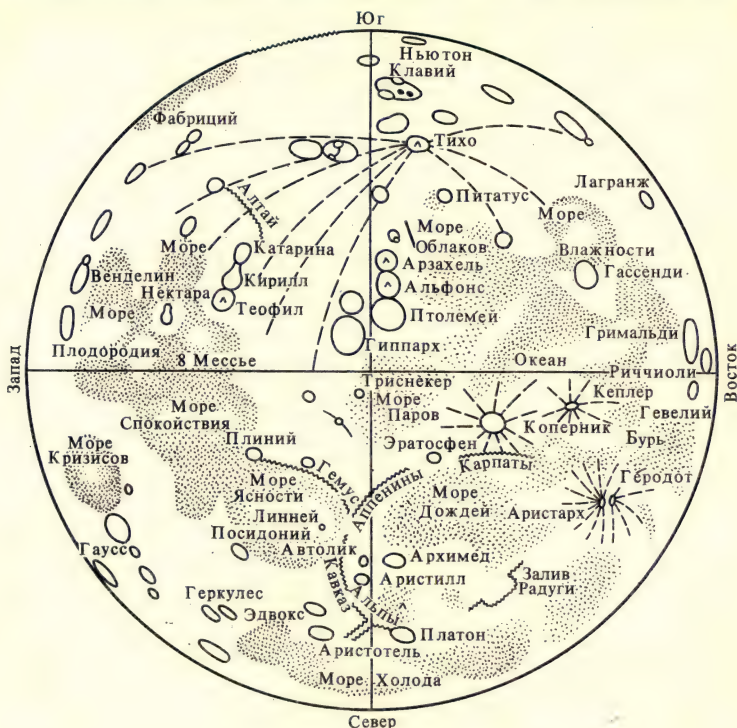 Юг
Ньютон
Клавий
Фабриций
Тихо
Лагранж
Питатус
Алтай
Море
Влажности
Море
Облаков
Море
Нектара
Катарина
Арзахель
Гассенди
Венделин
Кирилл
Альфонс
Теофил
Птолемей
Море
Плодородия
Гримальди
Гиппарх
8 Мессье
Океан
Бурь
Запад
Восток
Риччиоли
Триснекер
Море
Паров
Кеплер
Гевелий
Море
Спокойствия
Коперник
Эратосфен
Плиний
Море
Кризисов
Карпаты
Гемус
Аппенины
Геродот
Море
Ясности
Море
Дождей
Аристарх
Линней
Посидоний
Автолик
Архимед
Гаусс
Аристилл
Залив
Радуги
Кавказ
Альпы
Геркулес
Эдвокс
Платон
Аристотель
Море Холода
Север